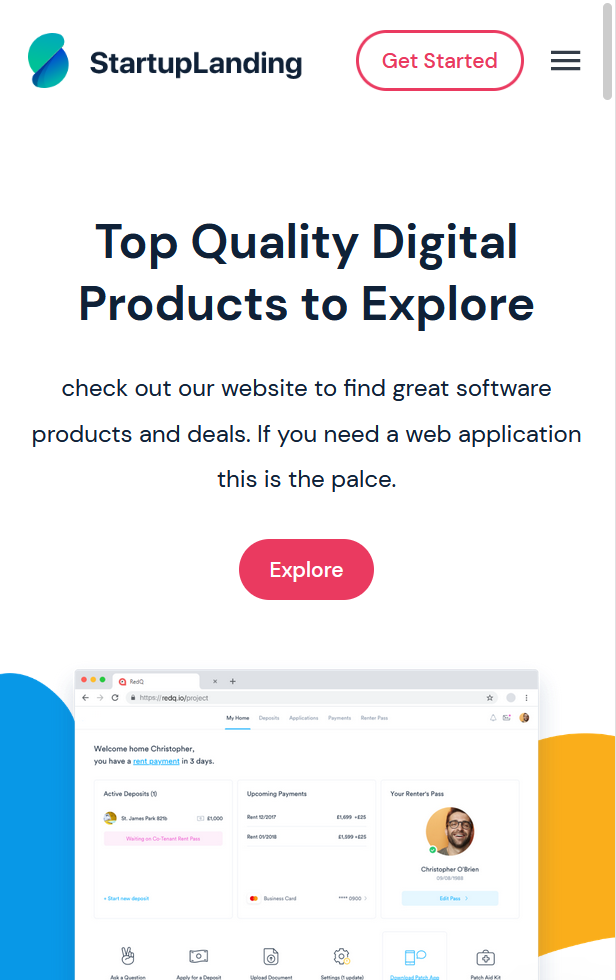 StartupLanding
Get Started
Top Quality Digital
Products to Explore
check out our website to find great software
products and deals. If you need a web application
this is the palce.
Explore
RedQ
https://redq.io/project
My Home Deposits Applications Payments Renter Pass
Welcome home Christopher,
you have a rent payment in 3 days.
Active Deposits (1)
St. James Park 821b £1,000
Waiting on Co-Tenant Rent Pass
+ Start new deposit
Upcoming Payments
Rent 12/2017 £1,699 +£25
Rent 01/2018 £1,599 +£25
Business Card **** 0900
Your Renter's Pass
Christopher O'Brien
09/08/1988
Edit Pass
Ask a Question Apply for a Deposit Upload Document Settings (1 update) Download Patch App Patch Aid Kit